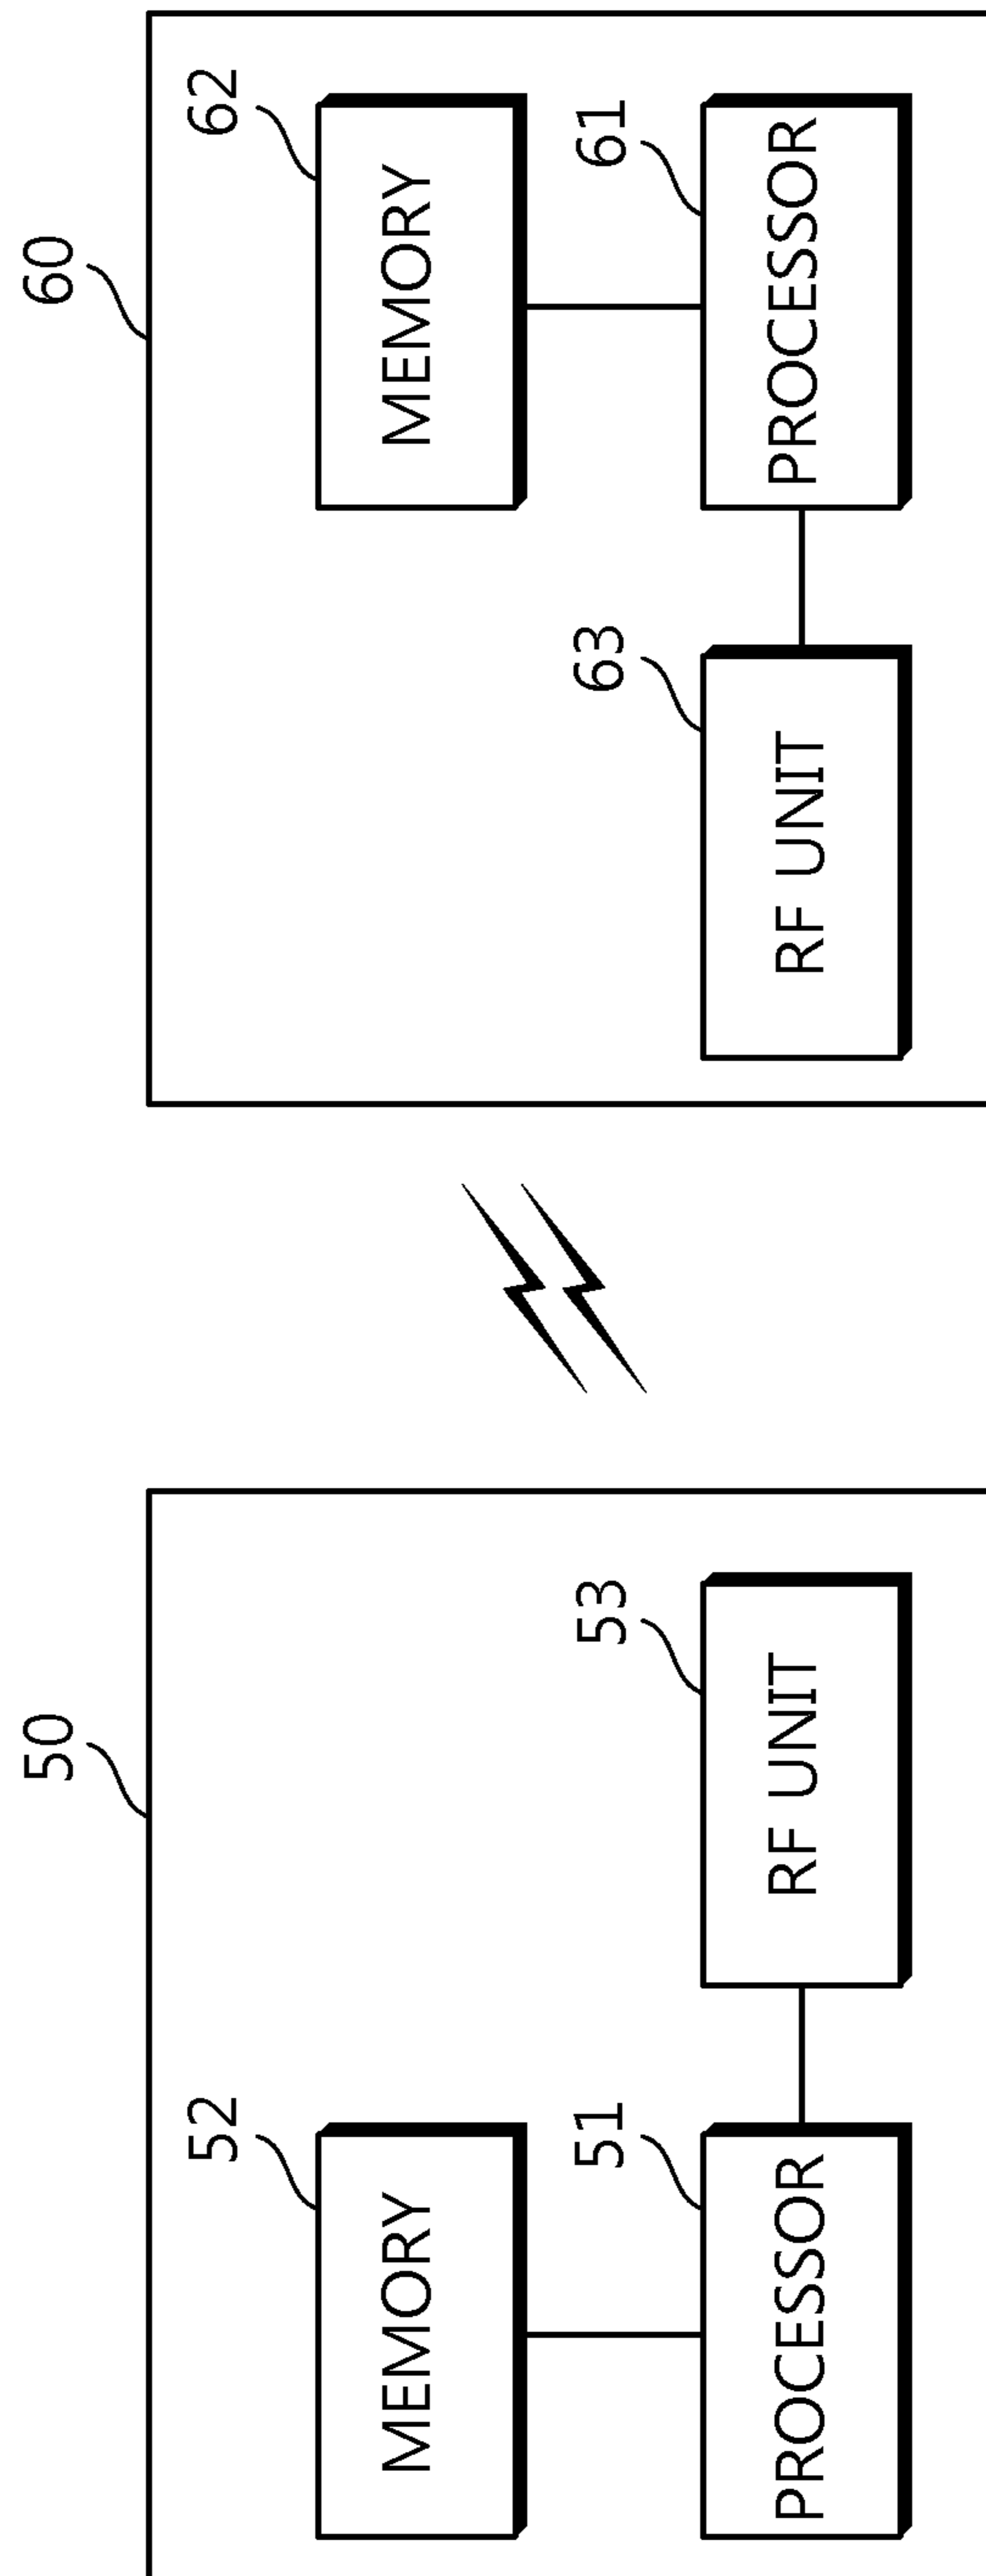 50
52
MEMORY
51
PROCESSOR
53
RF UNIT
60
62
MEMORY
63
RF UNIT
61
PROCESSOR